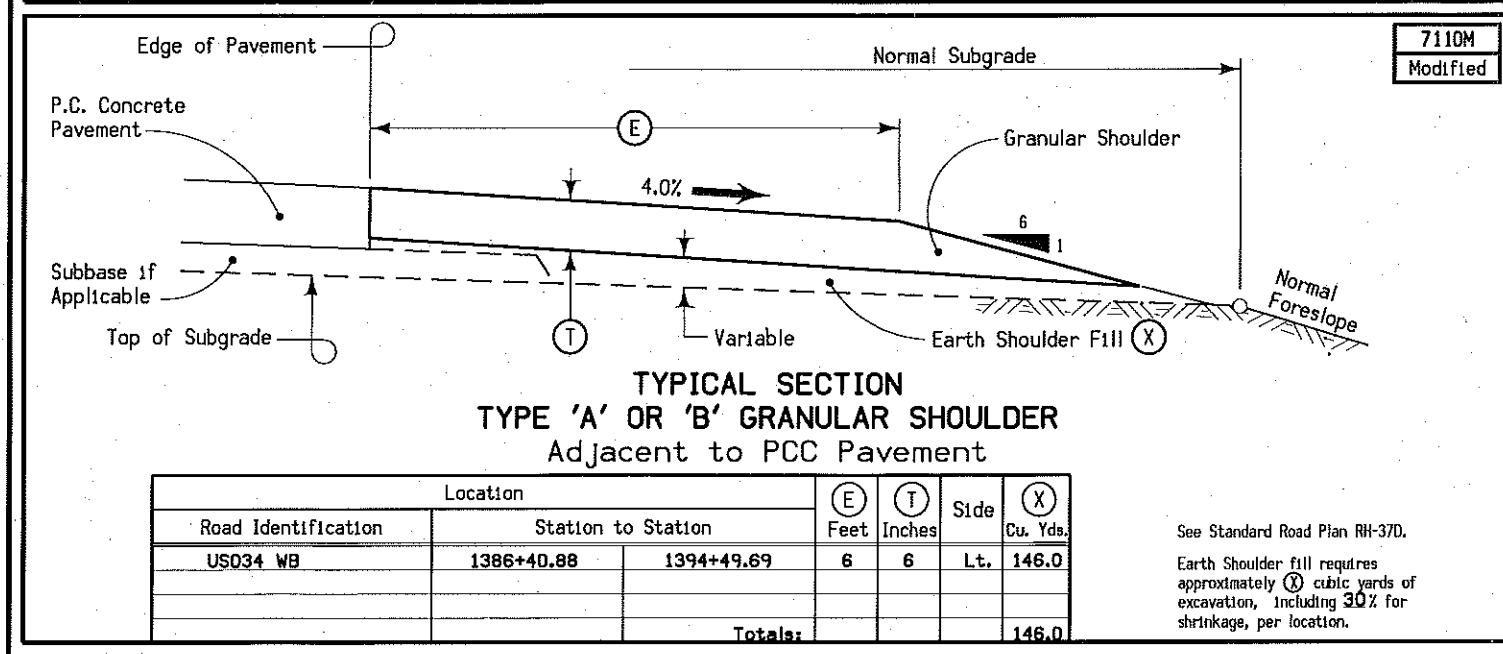 7110M
Modified
Edge of Pavement
Normal Subgrade
P.C. Concrete
Pavement
E
Granular Shoulder
4.0%
6
1
Subbase if
Applicable
Normal
Foreslope
Top of Subgrade
T
Variable
Earth Shoulder Fill X
TYPICAL SECTION
TYPE 'A' OR 'B' GRANULAR SHOULDER
Adjacent to PCC Pavement
Location E T Side X
Road Identification Station to Station Feet Inches Cu. Yds.
US034 WB 1386+40.88 1394+49.69 6 6 Lt. 146.0
Totals: 146.0
See Standard Road Plan RH-37D.
Earth Shoulder fill requires
approximately X cubic yards of
excavation, including 30% for
shrinkage, per location.